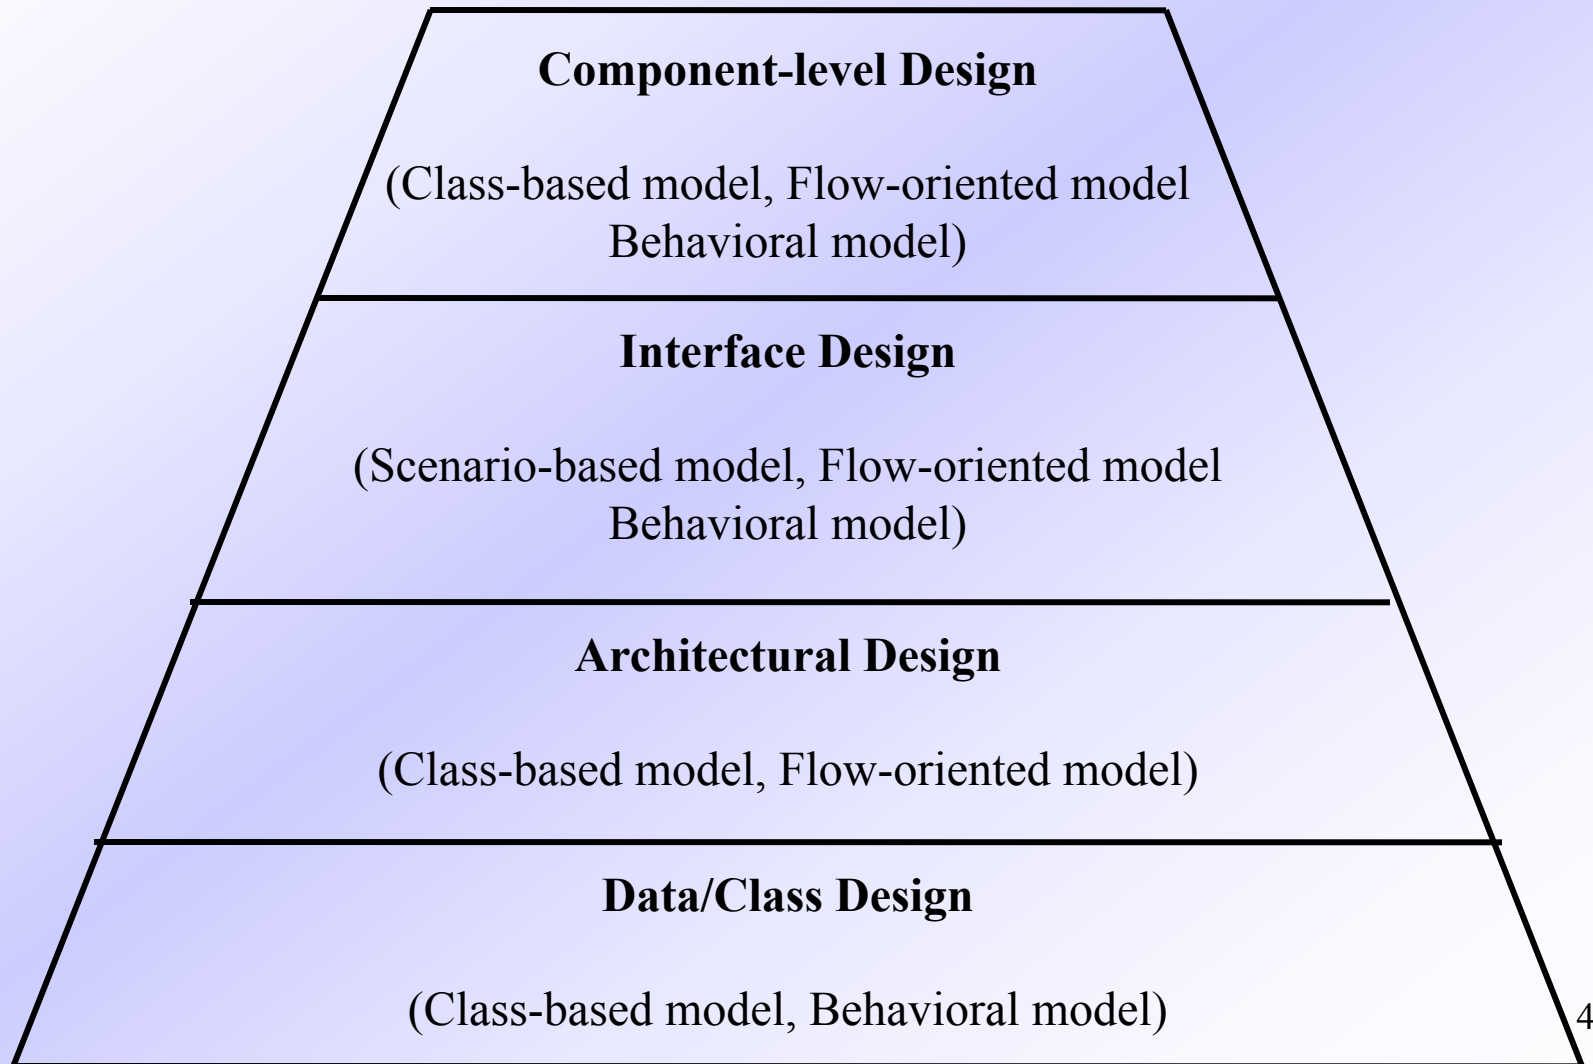 Component-level Design
(Class-based model, Flow-oriented model
Behavioral model)
Interface Design
(Scenario-based model, Flow-oriented model
Behavioral model)
Architectural Design
(Class-based model, Flow-oriented model)
Data/Class Design
(Class-based model, Behavioral model)
4